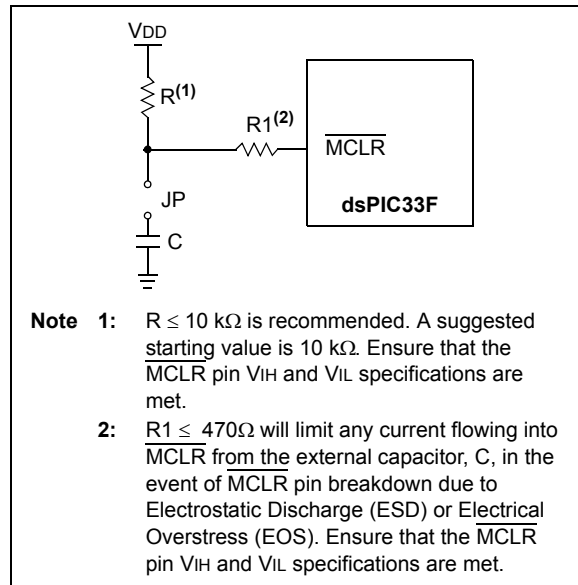 VDD
R(1)
R1(2)
MCLR
JP
dsPIC33F
C
Note 1: R ≤ 10 kΩ is recommended. A suggested
starting value is 10 kΩ. Ensure that the
MCLR pin VIH and VIL specifications are
met.
2: R1 ≤ 470Ω will limit any current flowing into
MCLR from the external capacitor, C, in the
event of MCLR pin breakdown due to
Electrostatic Discharge (ESD) or Electrical
Overstress (EOS). Ensure that the MCLR
pin VIH and VIL specifications are met.